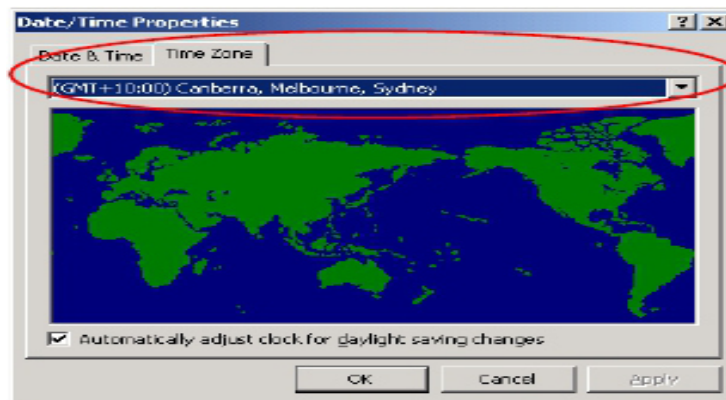 Date/Time Properties
Date & Time Time Zone
(GMT+10:00) Canberra, Melbourne, Sydney
Automatically adjust clock for daylight saving changes
OK Cancel Apply